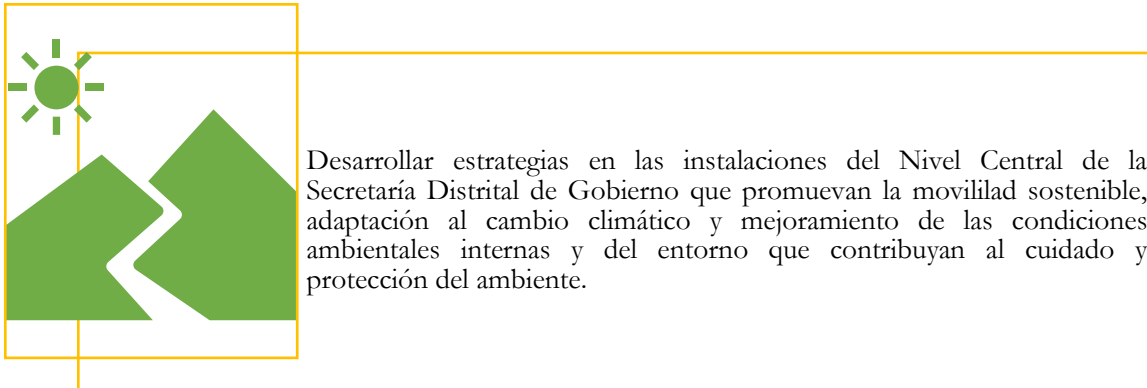 Desarrollar estrategias en las instalaciones del Nivel Central de la
Secretaría Distrital de Gobierno que promuevan la movililad sostenible,
adaptación al cambio climático y mejoramiento de las condiciones
ambientales internas y del entorno que contribuyan al cuidado y
protección del ambiente.